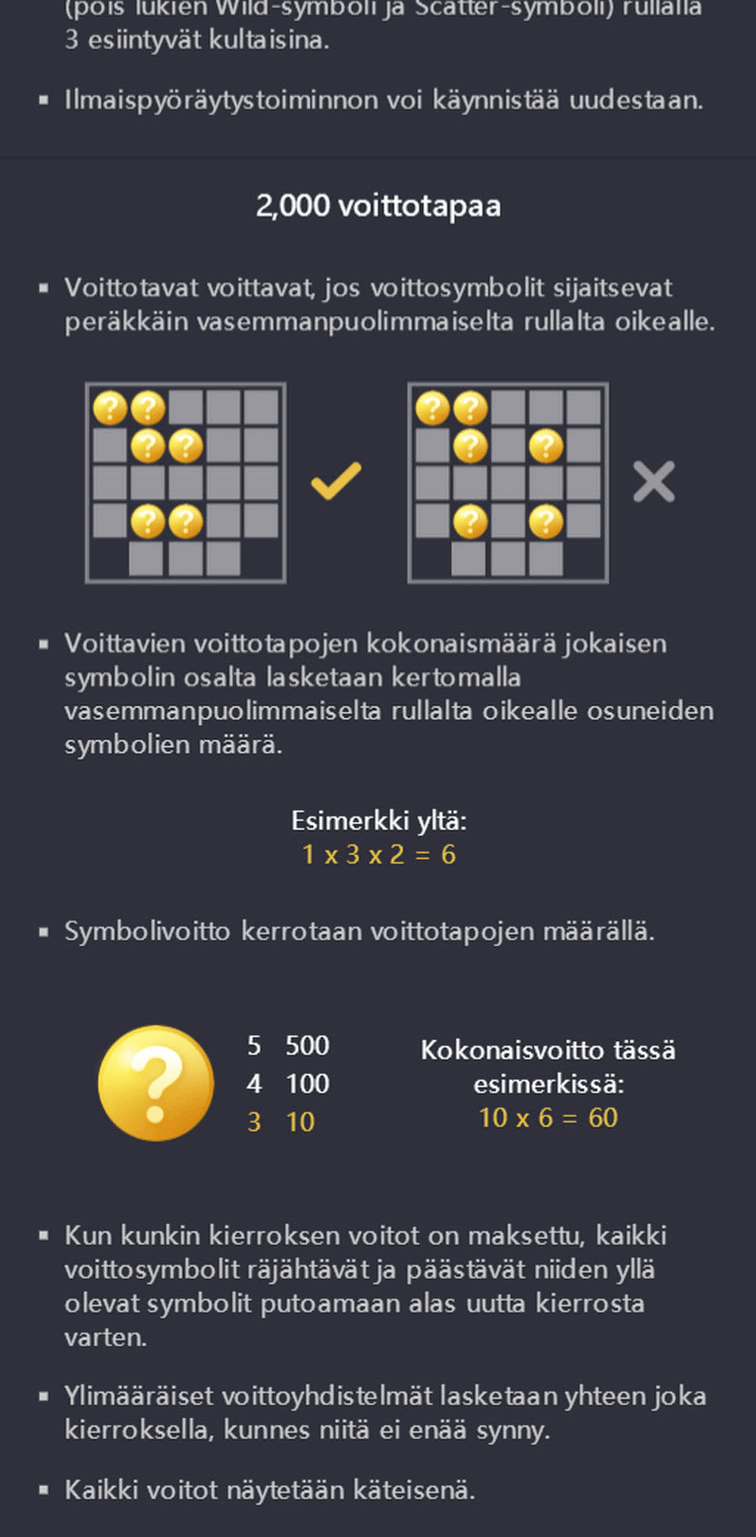 (pois lukien Wild-symboli ja Scatter-symboli) rullalla
3 esiintyvät kultaisina.
Ilmaispyöräytystoiminnon voi käynnistää uudestaan.
2,000 voittotapaa
Voittotavat voittavat, jos voittosymbolit sijaitsevat
peräkkäin vasemmanpuolimmaiselta rullalta oikealle.
Voittavien voittotapojen kokonaismäärä jokaisen
symbolin osalta lasketaan kertomalla
vasemmanpuolimmaiselta rullalta oikealle osuneiden
symbolien määrä.
Esimerkki yltä:
1 x 3 x 2 = 6
Symbolivoitto kerrotaan voittotapojen määrällä.
5 500
4 100
3 10
Kokonaisvoitto tässä
esimerkissä:
10 x 6 = 60
Kun kunkin kierroksen voitot on maksettu, kaikki
voittosymbolit räjähtävät ja päästävät niiden yllä
olevat symbolit putoamaan alas uutta kierrosta
varten.
Ylimääräiset voittoyhdistelmät lasketaan yhteen joka
kierroksella, kunnes niitä ei enää synny.
Kaikki voitot näytetään käteisenä.